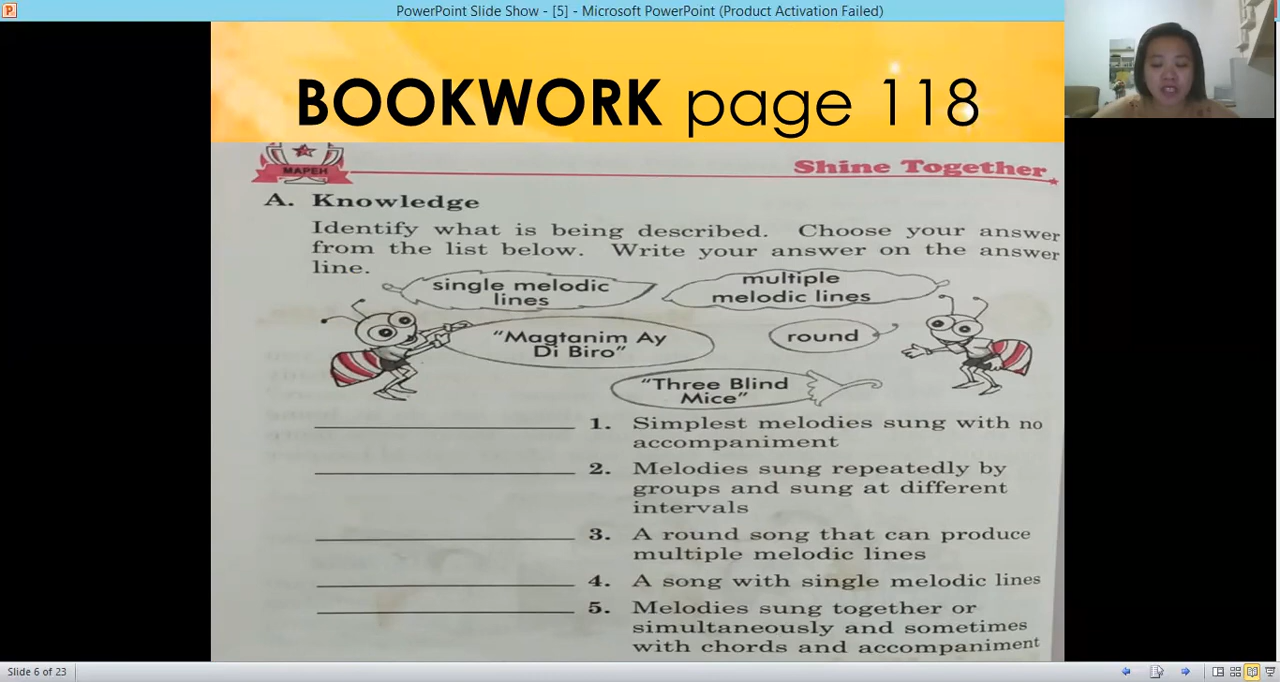 PowerPoint Slide Show - [5] - Microsoft PowerPoint (Product Activation Failed)
BOOKWORK page 118
MAPEH
Shine Together
A. Knowledge
Identify what is being described. Choose your answer
from the list below. Write your answer on the answer
line.
single melodic
lines
multiple
melodic lines
"Magtanim Ay
Di Biro"
round
"Three Blind
Mice"
1. Simplest melodies sung with no
accompaniment
2. Melodies sung repeatedly by
groups and sung at different
intervals
3. A round song that can produce
multiple melodic lines
4. A song with single melodic lines
5. Melodies sung together or
simultaneously and sometimes
with chords and accompaniment
Slide 6 of 23